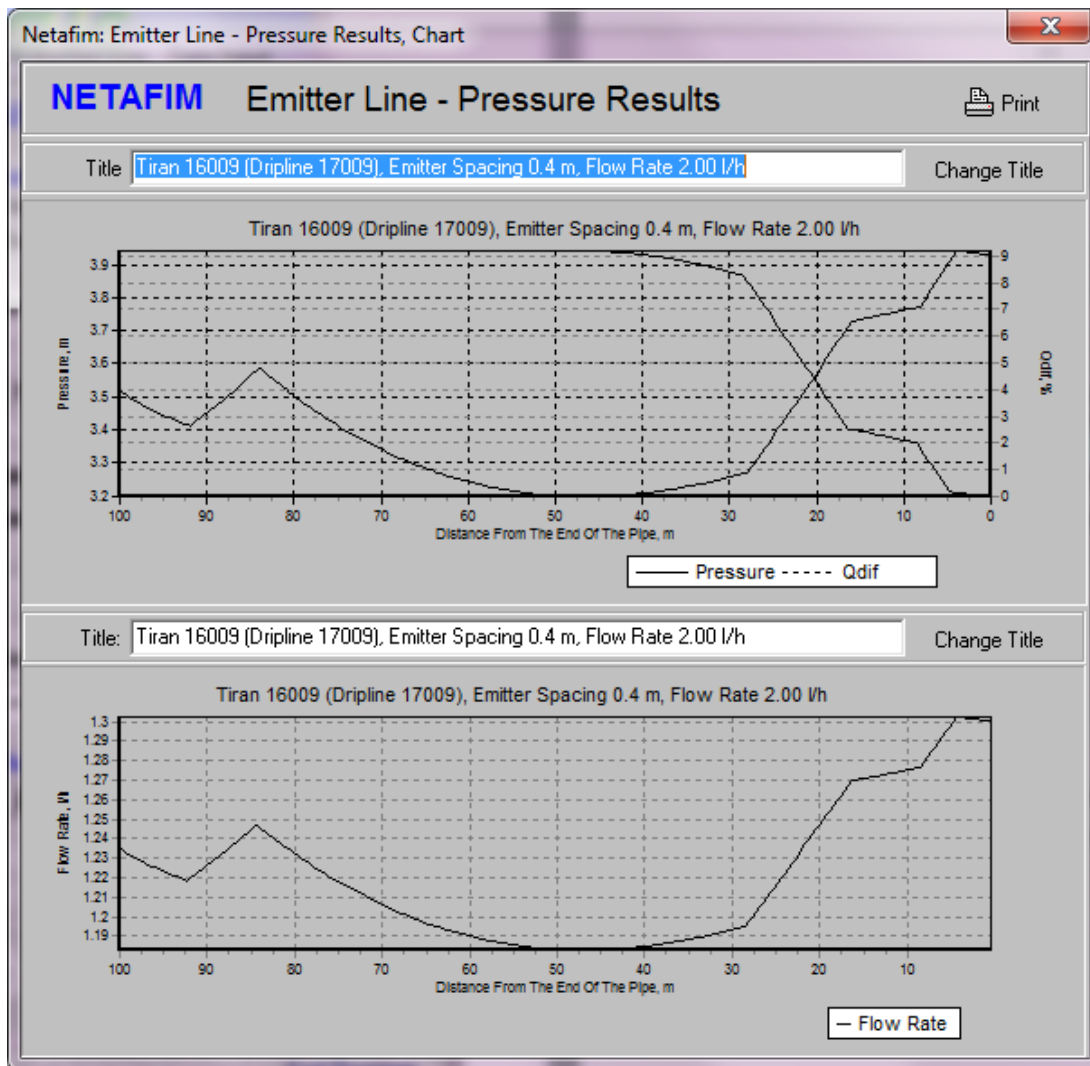 Netafim: Emitter Line - Pressure Results, Chart
X
NETAFIM Emitter Line - Pressure Results Print
Title Tiran 16009 (Dripline 17009), Emitter Spacing 0.4 m, Flow Rate 2.00 l/h Change Title
Tiran 16009 (Dripline 17009), Emitter Spacing 0.4 m, Flow Rate 2.00 l/h
Pressure, m
3.9
3.8
3.7
3.6
3.5
3.4
3.3
3.2
9
8
7
6
5
4
3
2
1
0
Qdif, %
100 90 80 70 60 50 40 30 20 10 0
Distance From The End Of The Pipe, m
Pressure Qdif
Title: Tiran 16009 (Dripline 17009), Emitter Spacing 0.4 m, Flow Rate 2.00 l/h Change Title
Tiran 16009 (Dripline 17009), Emitter Spacing 0.4 m, Flow Rate 2.00 l/h
Flow Rate, l/h
1.3
1.29
1.28
1.27
1.26
1.25
1.24
1.23
1.22
1.21
1.2
1.19
100 90 80 70 60 50 40 30 20 10
Distance From The End Of The Pipe, m
Flow Rate